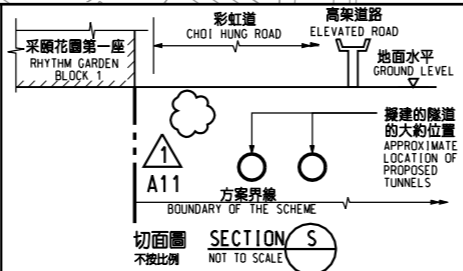 采頤花園第一座
RHYTHM GARDEN
BLOCK 1
彩虹道
CHOI HUNG ROAD
高架道路
ELEVATED ROAD
地面水平
GROUND LEVEL
擬建的隧道
的大約位置
APPROXIMATE
LOCATION OF
PROPOSED
TUNNELS
1
A11
方案界線
BOUNDARY OF THE SCHEME
切面圖
不按比例
SECTION
NOT TO SCALE
S